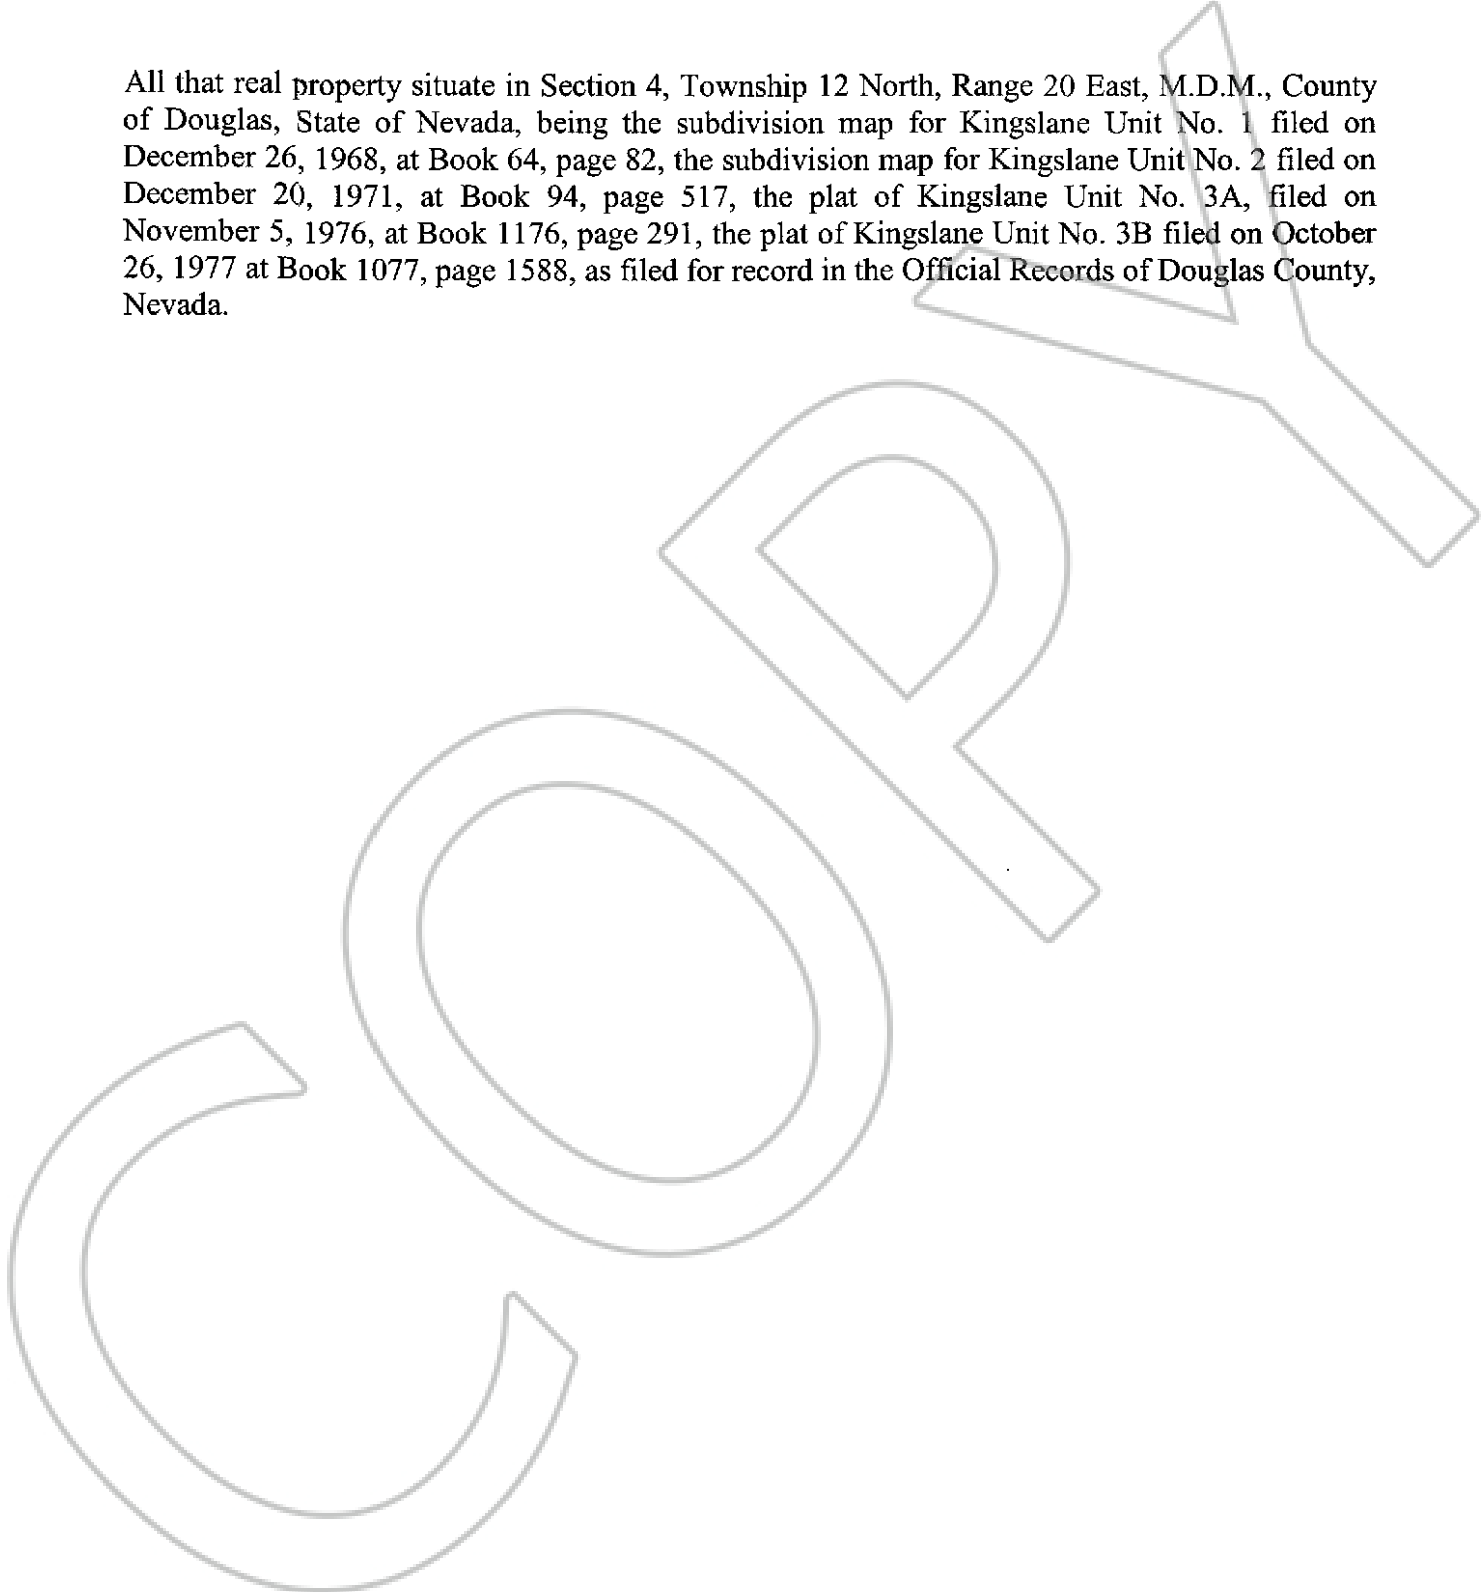 All that real property situate in Section 4, Township 12 North, Range 20 East, M.D.M., County
of Douglas, State of Nevada, being the subdivision map for Kingslane Unit No. 1 filed on
December 26, 1968, at Book 64, page 82, the subdivision map for Kingslane Unit No. 2 filed on
December 20, 1971, at Book 94, page 517, the plat of Kingslane Unit No. 3A, filed on
November 5, 1976, at Book 1176, page 291, the plat of Kingslane Unit No. 3B filed on October
26, 1977 at Book 1077, page 1588, as filed for record in the Official Records of Douglas County,
Nevada.
COPY